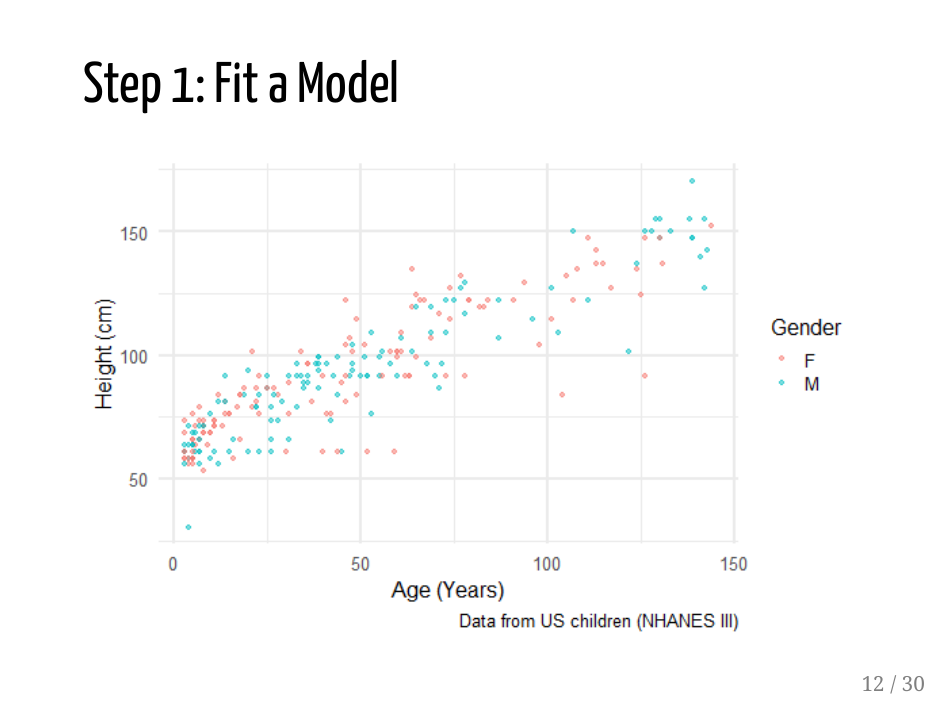 Step 1: Fit a Model
150
100
50
Height (cm)
0 50 100 150
Age (Years)
Data from US children (NHANES III)
Gender
F
M
12 / 30